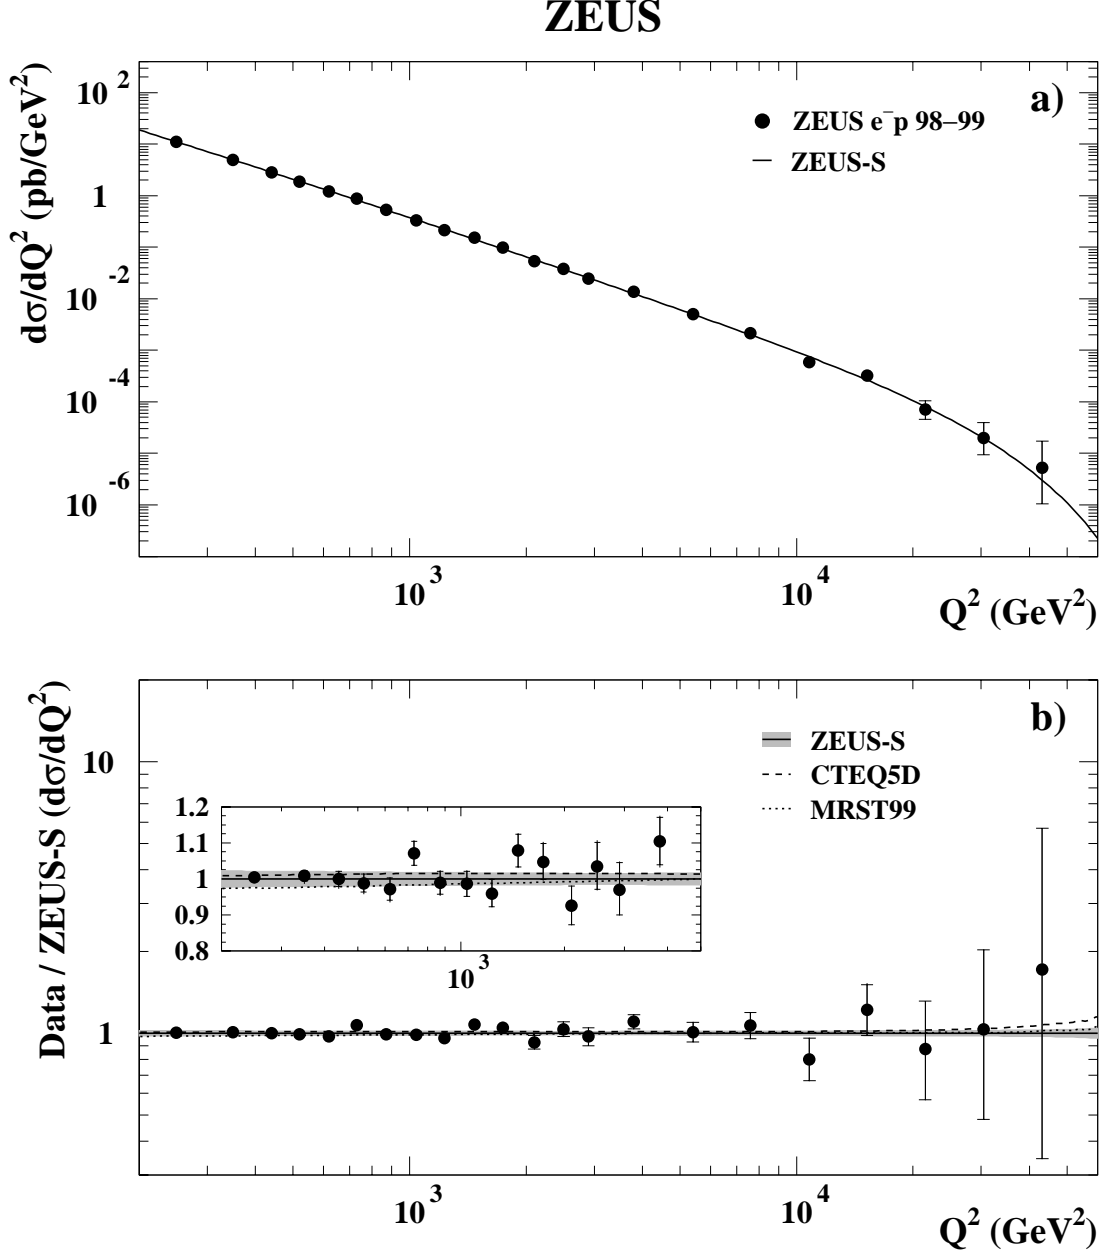 ZEUS
a)
dσ/dQ² (pb/GeV²)
10²
1
10⁻²
10⁻⁴
10⁻⁶
ZEUS e⁻p 98–99
ZEUS-S
10³
10⁴
Q² (GeV²)
b)
Data / ZEUS-S (dσ/dQ²)
10
1
ZEUS-S
CTEQ5D
MRST99
1.2
1.1
1
0.9
0.8
10³
10³
10⁴
Q² (GeV²)